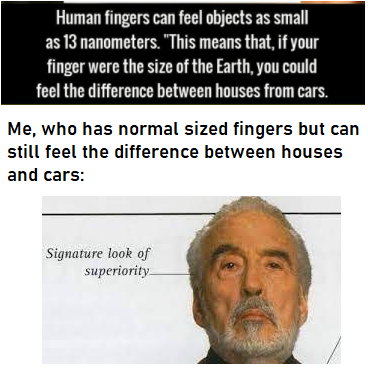 Human fingers can feel objects as small
as 13 nanometers. "This means that, if your
finger were the size of the Earth, you could
feel the difference between houses from cars.
Me, who has normal sized fingers but can
still feel the difference between houses
and cars:
Signature look of
superiority